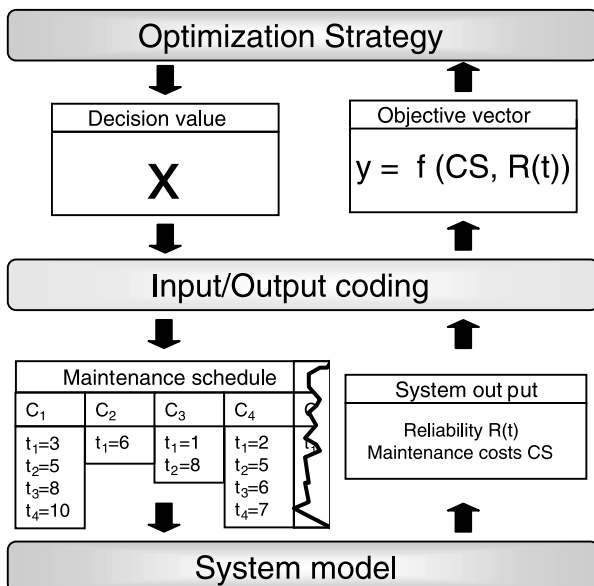 Optimization Strategy
Decision value
X
Objective vector
y = f (CS, R(t))
Input/Output coding
Maintenance schedule
C₁ C₂ C₃ C₄
t₁=3 t₁=6 t₁=1 t₁=2
t₂=5 t₂=8 t₂=5
t₃=8 t₃=6
t₄=10 t₄=7
System out put
Reliability R(t)
Maintenance costs CS
System model